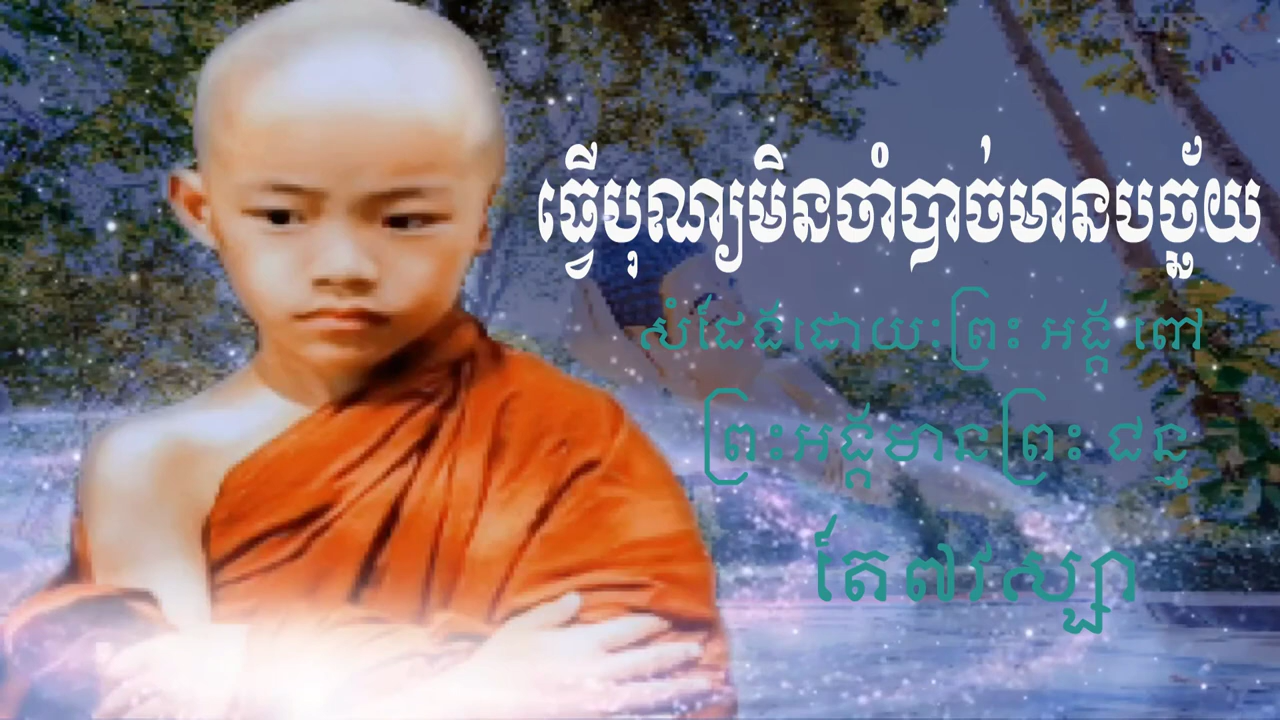 ធ្វើបុណ្យមិនចាំបាច់មានបច្ច័យ
សំដែងដោយៈព្រះ អង្គ ពៅ
ព្រះអង្គមានព្រះ ជន្ម
តែ៧វស្សា